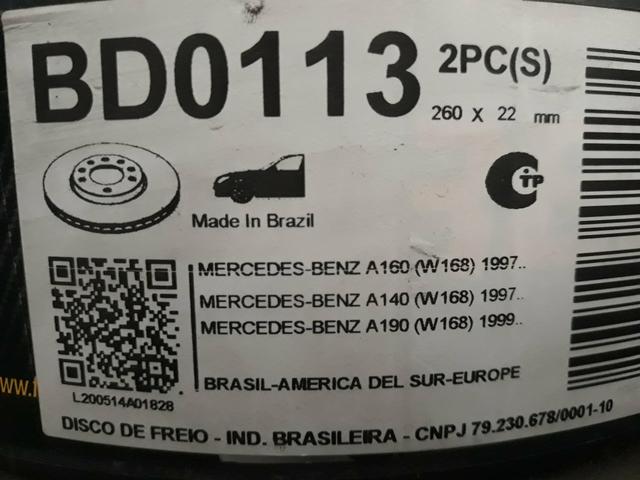 BD0113 2PC(S)
260 X 22 mm
TP
Made In Brazil
MERCEDES-BENZ A160 (W168) 1997..
MERCEDES-BENZ A140 (W168) 1997..
MERCEDES-BENZ A190 (W168) 1999..
BRASIL-AMERICA DEL SUR-EUROPE
www.f
L200514A01828
DISCO DE FREIO - IND. BRASILEIRA - CNPJ 79.230.678/0001-10